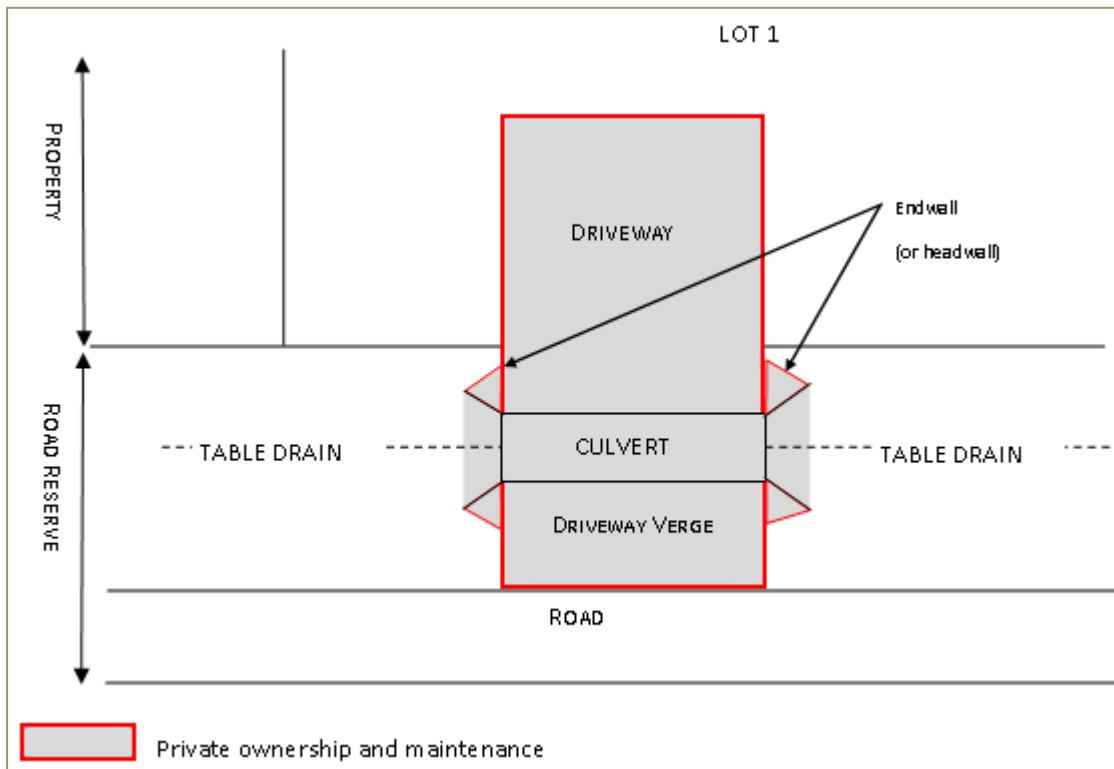 LOT 1
PROPERTY
DRIVEWAY
Endwall
(or headwall)
ROAD RESERVE
TABLE DRAIN
CULVERT
TABLE DRAIN
DRIVEWAY VERGE
ROAD
Private ownership and maintenance